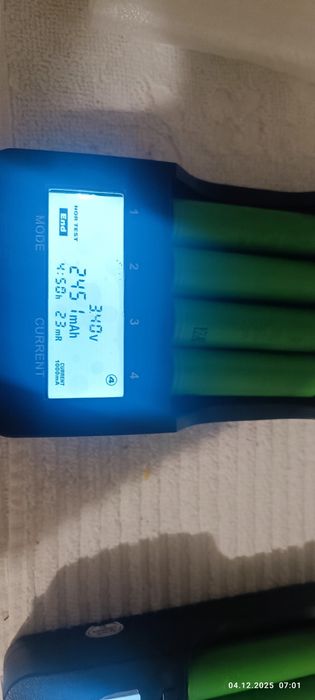 1 2 3 4
NOR TEST 3.40V
End 2451mAh
4:50h 23mR
CURRENT
1000mA
4
MODE CURRENT
04.12.2025 07:01